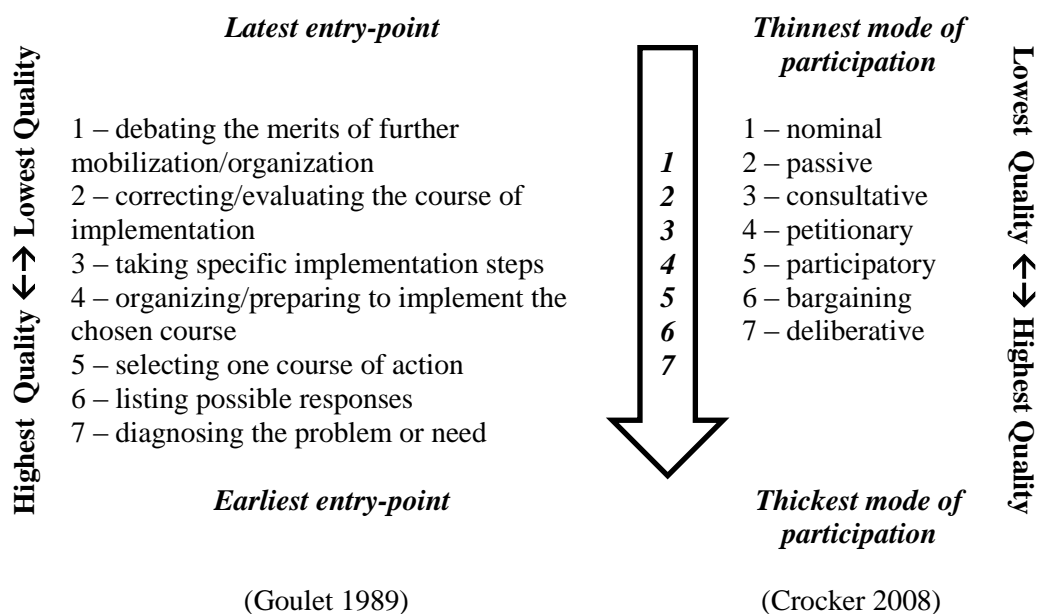 Latest entry-point
1 – debating the merits of further
mobilization/organization
2 – correcting/evaluating the course of
implementation
3 – taking specific implementation steps
4 – organizing/preparing to implement the
chosen course
5 – selecting one course of action
6 – listing possible responses
7 – diagnosing the problem or need
Earliest entry-point
(Goulet 1989)
Highest Quality ←→ Lowest Quality
1
2
3
4
5
6
7
Thinnest mode of
participation
1 – nominal
2 – passive
3 – consultative
4 – petitionary
5 – participatory
6 – bargaining
7 – deliberative
Thickest mode of
participation
(Crocker 2008)
Lowest Quality ←→ Highest Quality